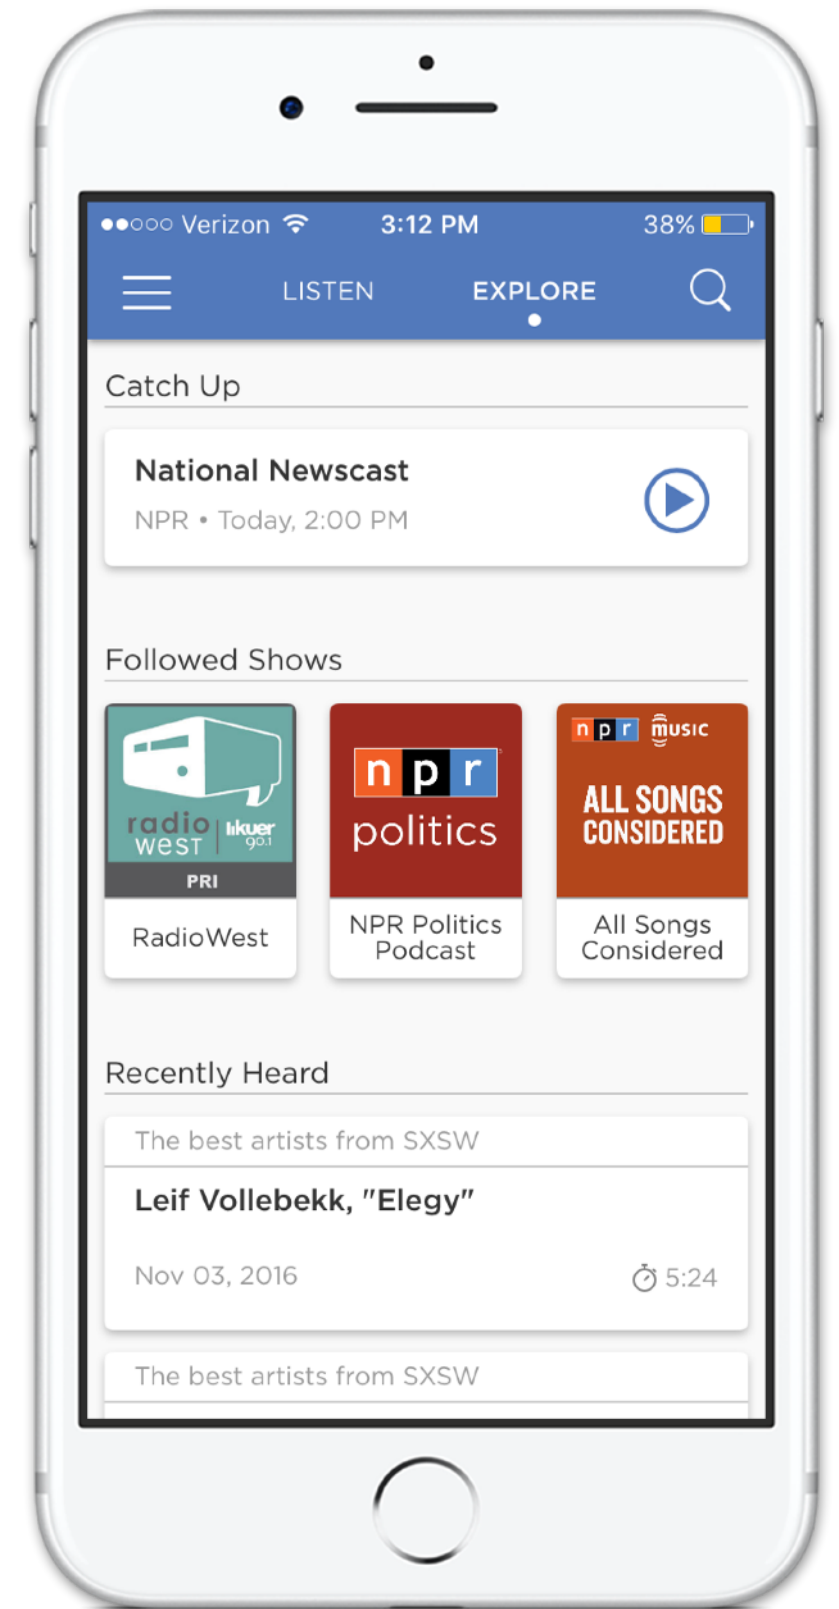 Verizon 3:12 PM 38%
LISTEN EXPLORE
Catch Up
National Newscast
NPR • Today, 2:00 PM
Followed Shows
radio
west
kuer
90.1
PRI
RadioWest
npr
politics
NPR Politics
Podcast
npr music
ALL SONGS
CONSIDERED
All Songs
Considered
Recently Heard
The best artists from SXSW
Leif Vollebekk, "Elegy"
Nov 03, 2016 5:24
The best artists from SXSW